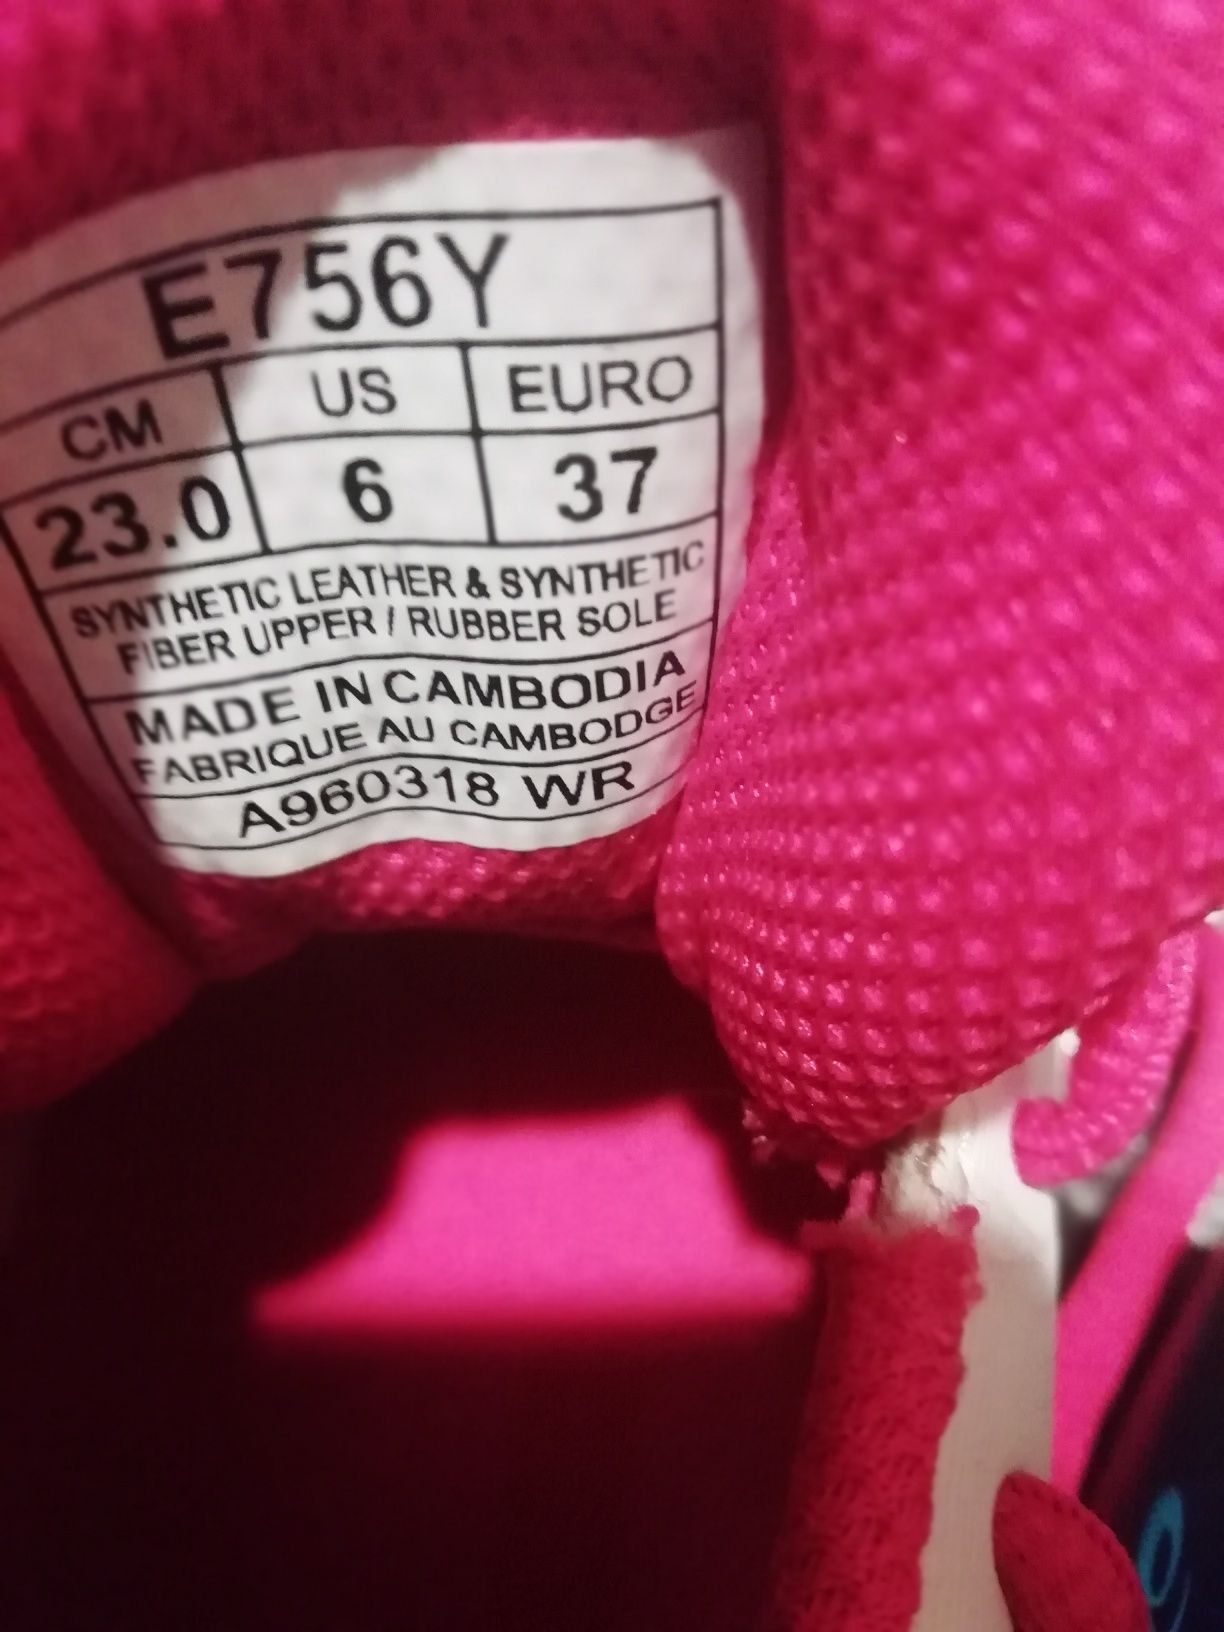 E756Y
CM US EURO
23.0 6 37
SYNTHETIC LEATHER & SYNTHETIC
FIBER UPPER / RUBBER SOLE
MADE IN CAMBODIA
FABRIQUE AU CAMBODGE
A960318 WR